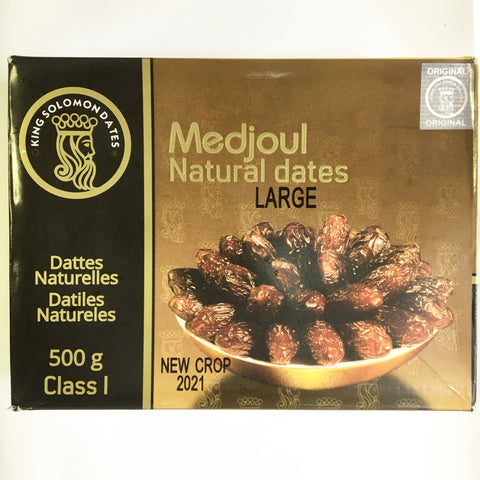 KING SOLOMON DATES
Medjoul
Natural dates
LARGE
ORIGINAL
ORIGINAL
Dattes
Naturelles
Datiles
Natureles
500 g
Class I
NEW CROP
2021